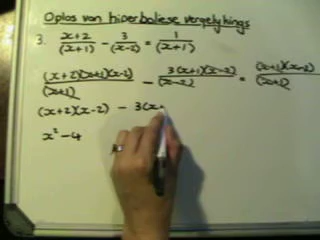 Oplos van hiperboliese vergelykings
3. (x+2)/(x+1) - 3/(x-2) = 1/(x+1)
(x+2)(x+1)(x-2)/(x+1) - 3(x+1)(x-2)/(x-2) = (x+1)(x-2)/(x+1)
(x+2)(x-2) - 3(x+
x² - 4